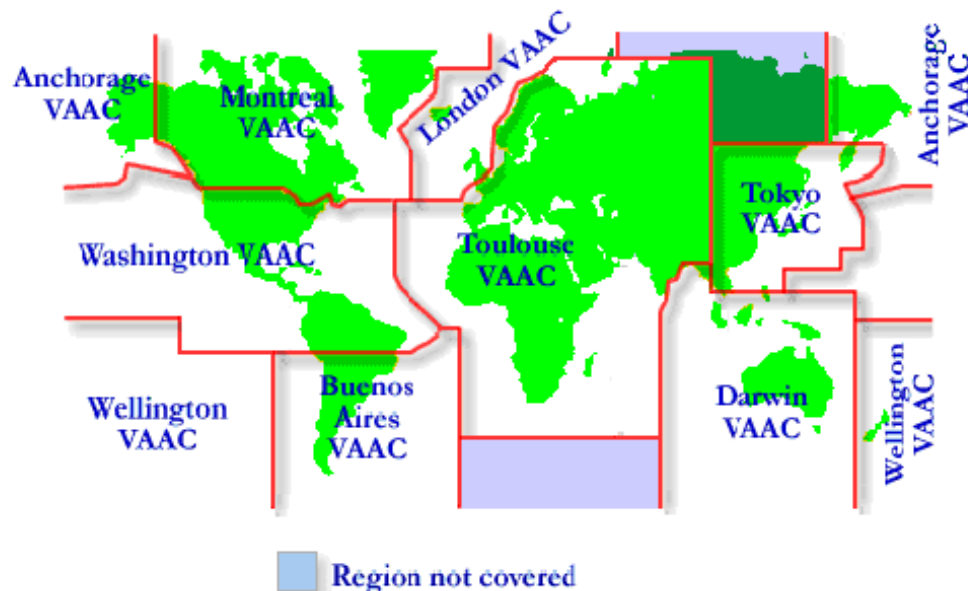 Anchorage
VAAC
Montreal
VAAC
London VAAC
Anchorage
VAAC
Washington VAAC
Toulouse
VAAC
Tokyo
VAAC
Wellington
VAAC
Buenos
Aires
VAAC
Darwin
VAAC
Wellington
VAAC
Region not covered